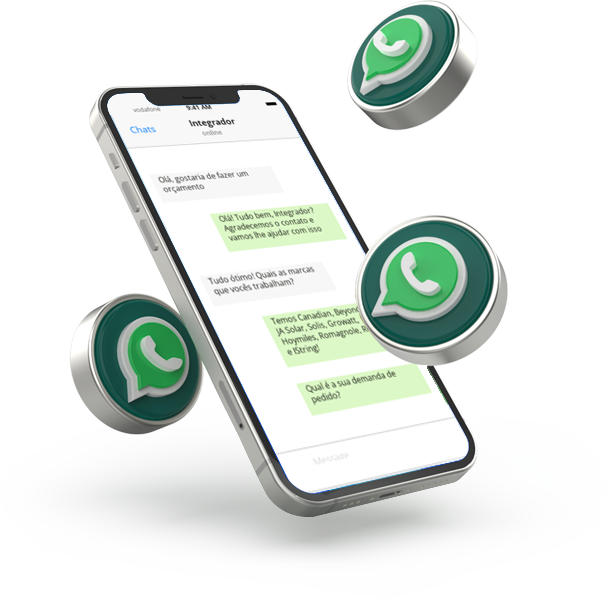 vodafone
9:41 AM
Chats
Integrador
online
Olá, gostaria de fazer um
orçamento
Olá! Tudo bem, Integrador?
Agradecemos o contato e
vamos lhe ajudar com isso
Tudo ótimo! Quais as marcas
que vocês trabalham?
Temos Canadian, Beyond
JA Solar, Solis, Growatt,
Hoymiles, Romagnole,
e IString!
Qual é a sua demanda de
pedido?
Message